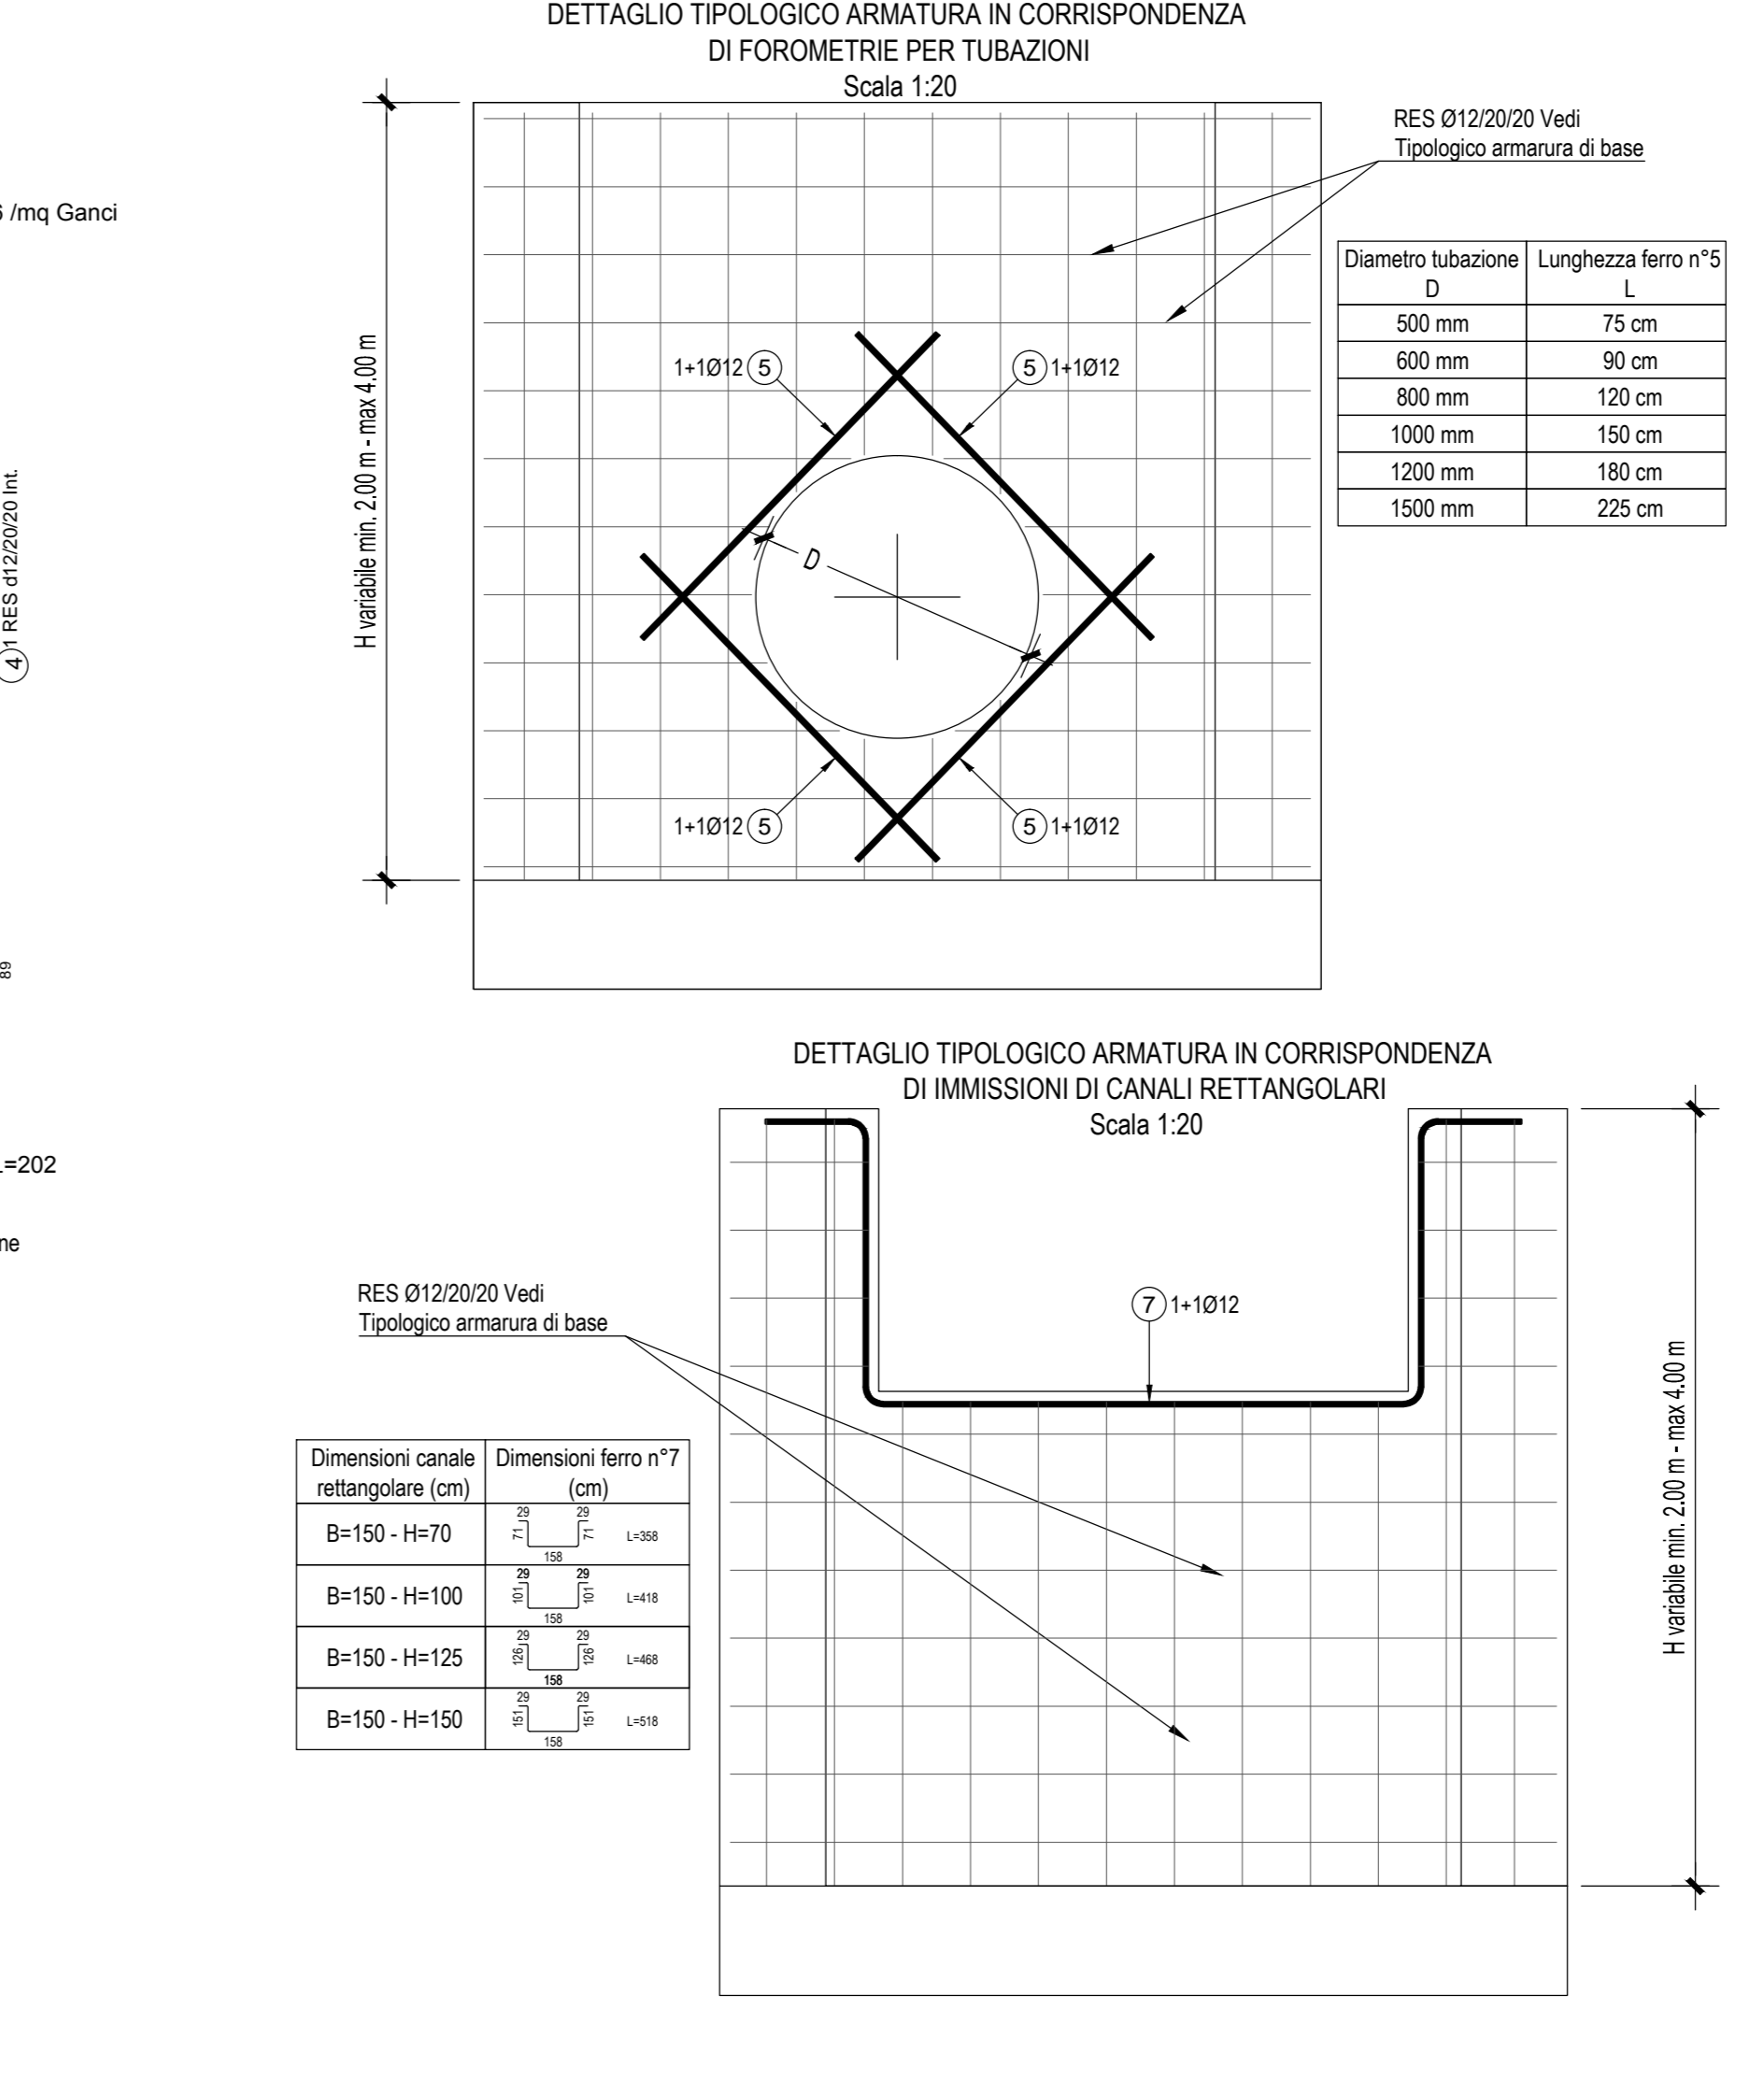 DETTAGLIO TIPOLOGICO ARMATURA IN CORRISPONDENZA
DI FOROMETRIE PER TUBAZIONI
Scala 1:20
RES Ø12/20/20 Vedi
Tipologico armarura di base
/mq Ganci
Diametro tubazione D
Lunghezza ferro n°5 L
500 mm 75 cm
600 mm 90 cm
800 mm 120 cm
1000 mm 150 cm
1200 mm 180 cm
1500 mm 225 cm
H variabile min. 2.00 m - max 4.00 m
1+1Ø12 5
5 1+1Ø12
D
1+1Ø12 5
5 1+1Ø12
4 1 RES d12/20/20 Int.
89
DETTAGLIO TIPOLOGICO ARMATURA IN CORRISPONDENZA
DI IMMISSIONI DI CANALI RETTANGOLARI
Scala 1:20
=202
ne
RES Ø12/20/20 Vedi
Tipologico armarura di base
7 1+1Ø12
H variabile min. 2.00 m - max 4.00 m
Dimensioni canale rettangolare (cm)
Dimensioni ferro n°7 (cm)
B=150 - H=70 29 29 71 71 158 L=358
B=150 - H=100 29 29 101 101 158 L=418
B=150 - H=125 29 29 126 126 158 L=468
B=150 - H=150 29 29 151 151 158 L=518